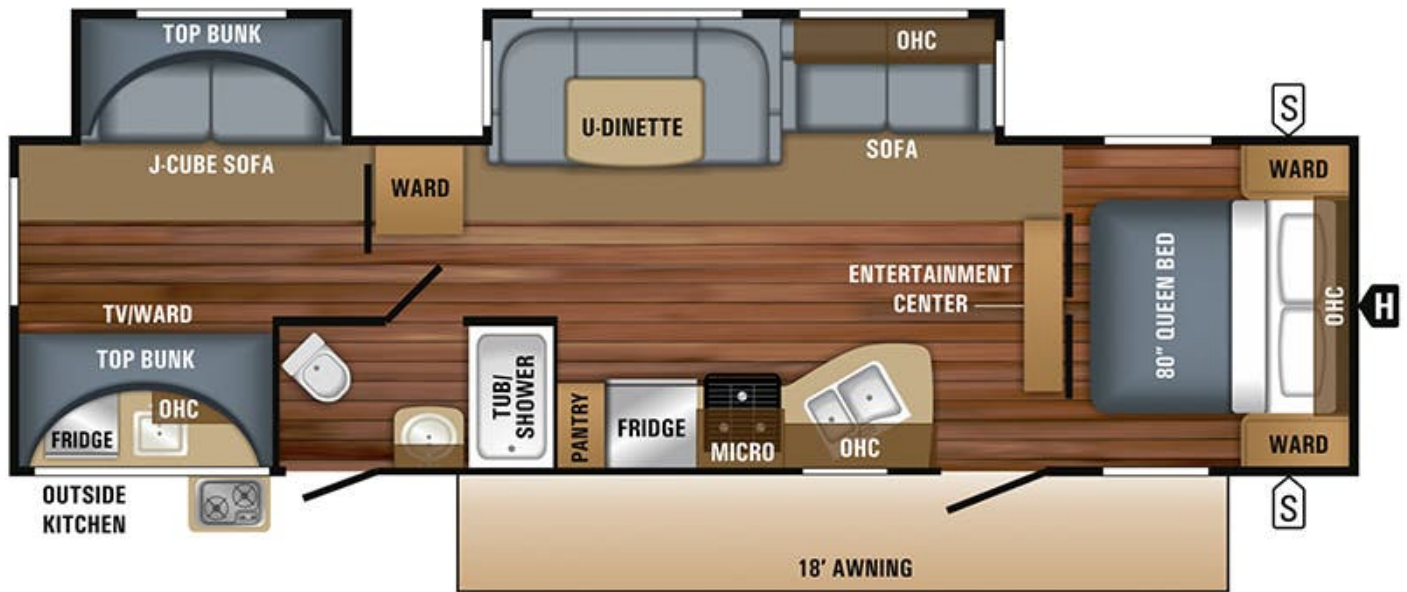 TOP BUNK
OHC
U-DINETTE
S
J-CUBE SOFA
SOFA
WARD
WARD
ENTERTAINMENT
CENTER
80" QUEEN BED
OHC
H
TV/WARD
TOP BUNK
OHC
FRIDGE
TUB/
SHOWER
PANTRY
FRIDGE
MICRO
OHC
WARD
OUTSIDE
KITCHEN
S
18' AWNING